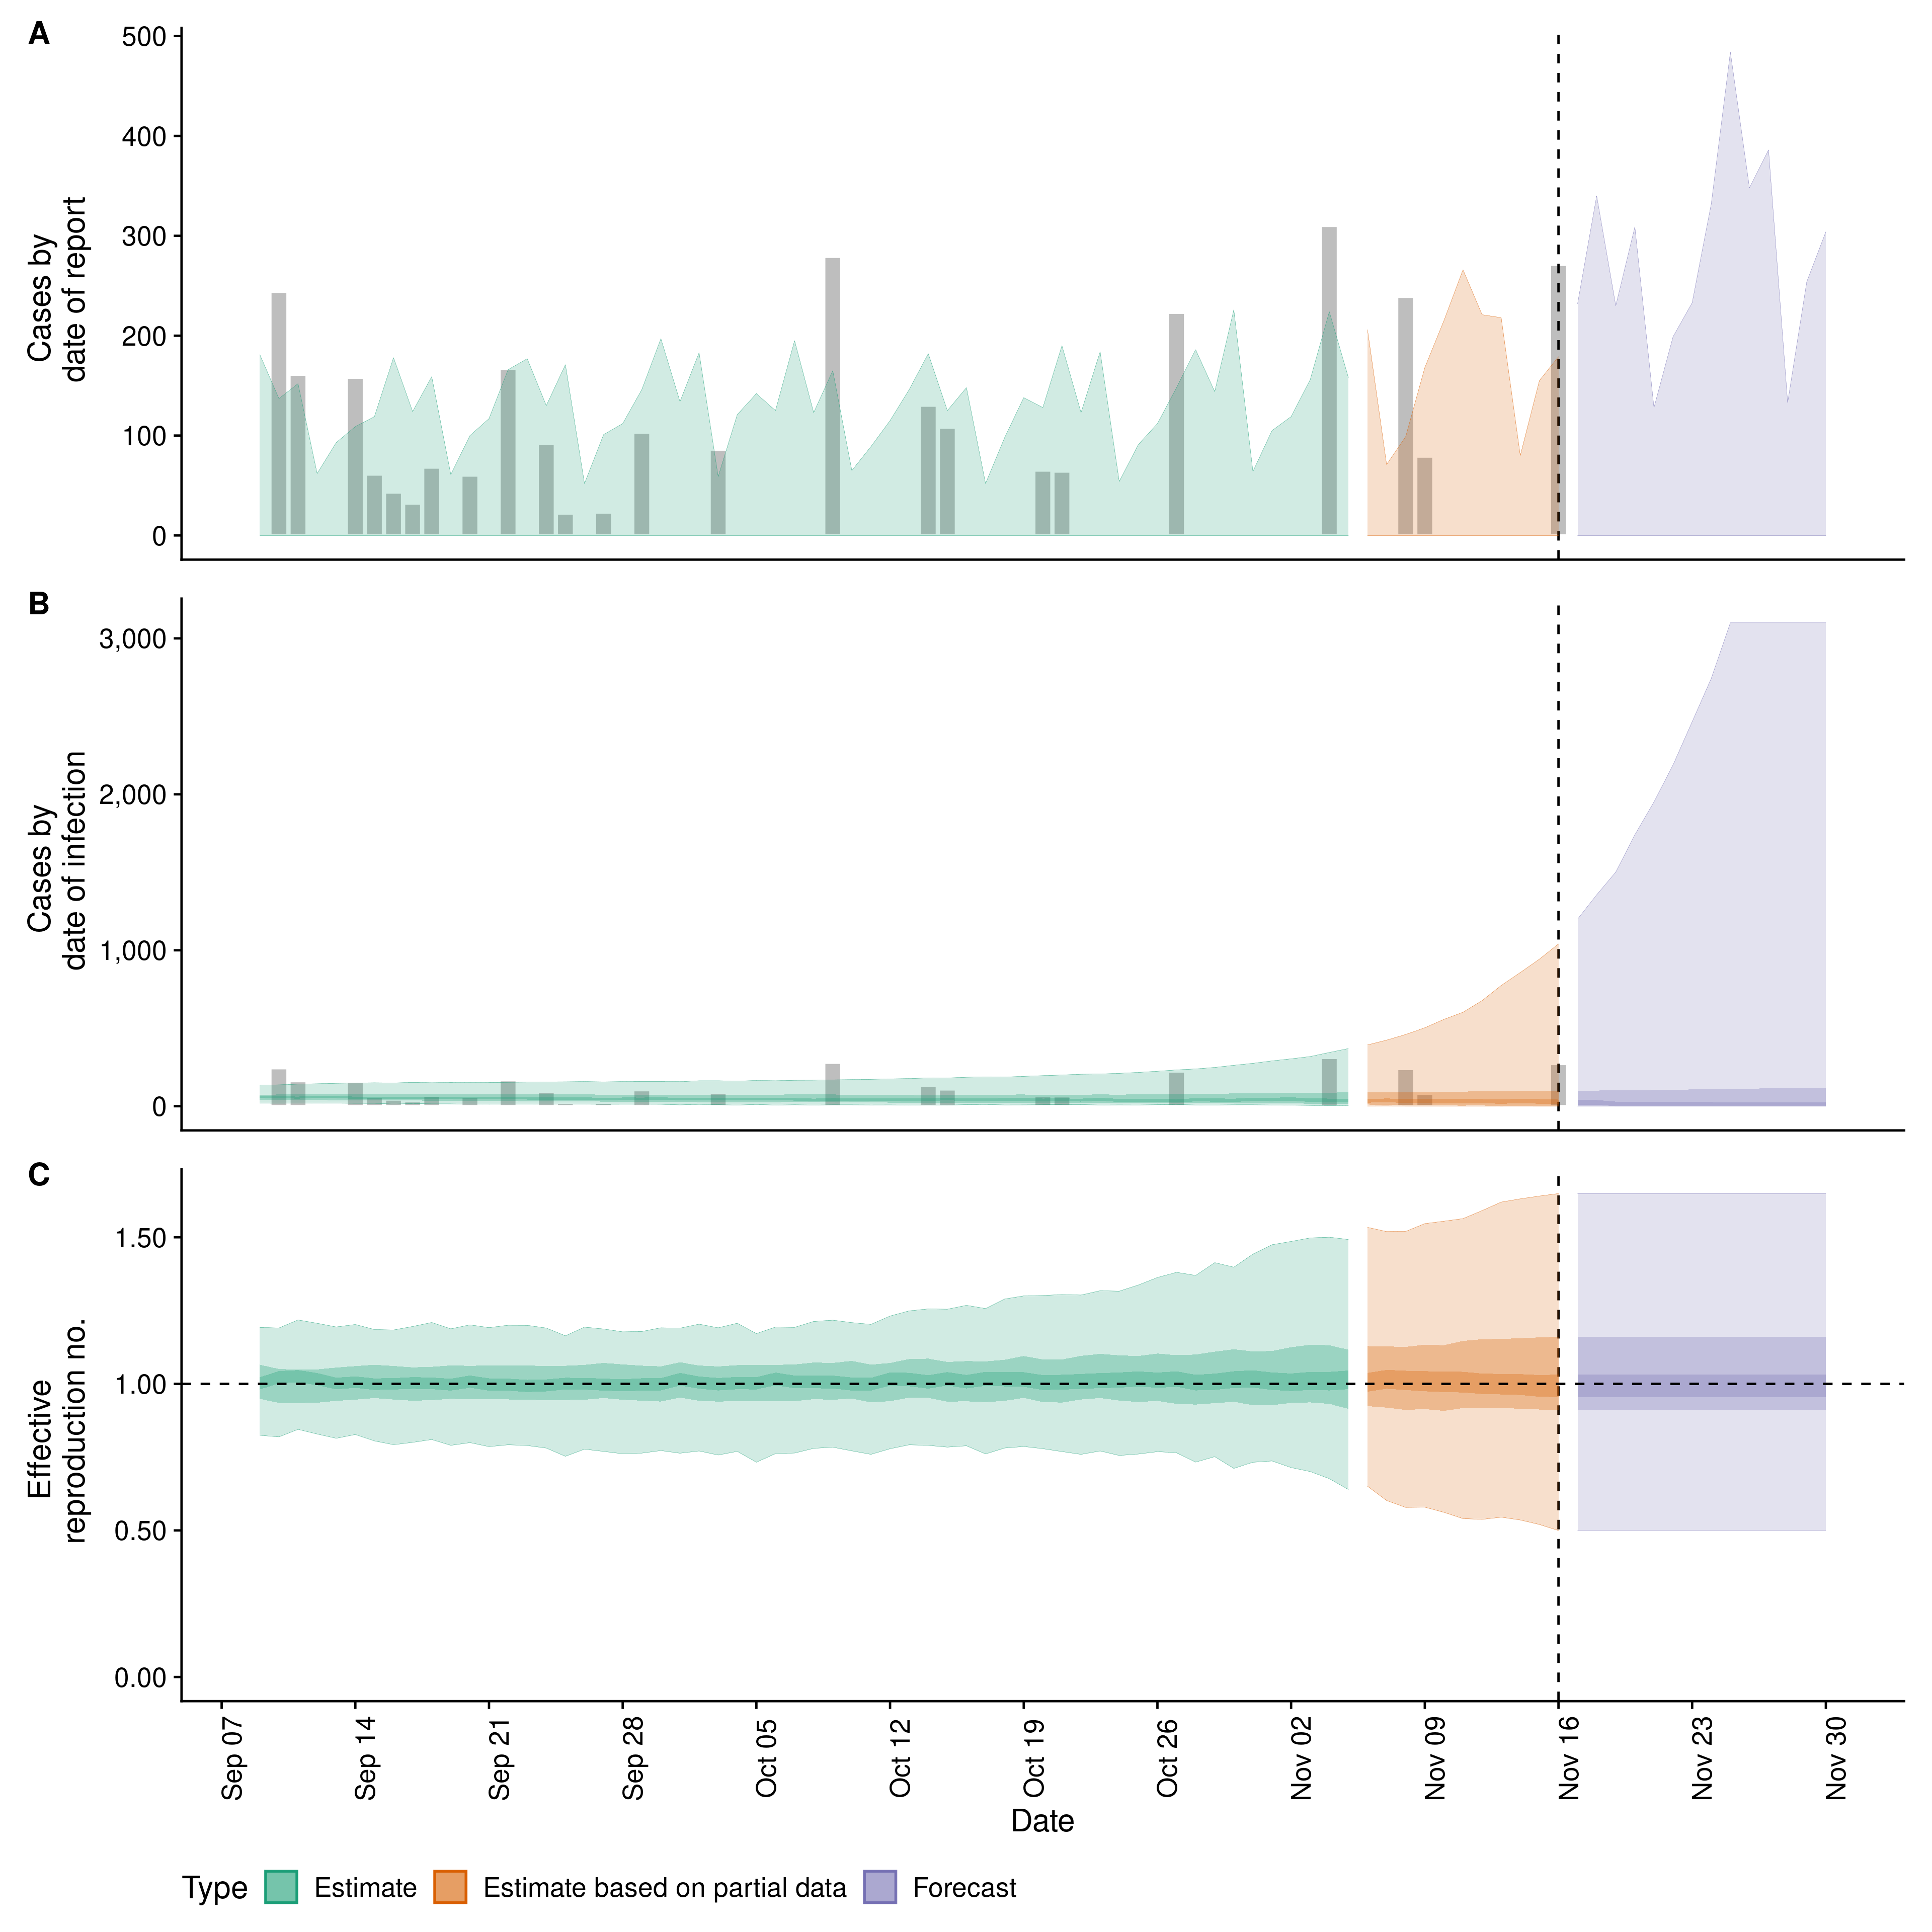 A
500
400
300
200
100
0
Cases by
date of report
B
3,000
2,000
1,000
0
Cases by
date of infection
C
1.50
1.00
0.50
0.00
Effective
reproduction no.
Sep 07
Sep 14
Sep 21
Sep 28
Oct 05
Oct 12
Oct 19
Oct 26
Nov 02
Nov 09
Nov 16
Nov 23
Nov 30
Date
Type Estimate Estimate based on partial data Forecast